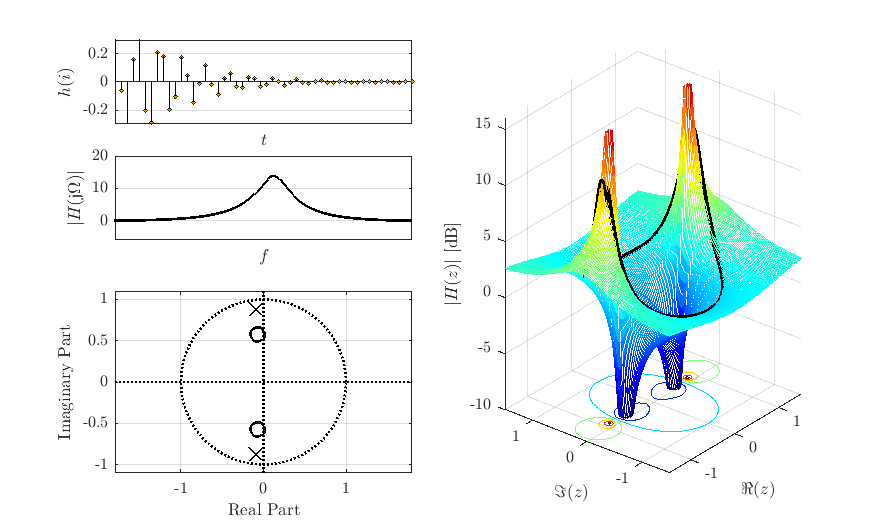 0.2
0
-0.2
h(i)
t
20
10
0
|H(jΩ)|
f
1
0.5
0
-0.5
-1
Imaginary Part
-1 0 1
Real Part
15
10
5
0
-5
-10
|H(z)| [dB]
1 0 -1
ℑ(z)
-1 0 1
ℜ(z)